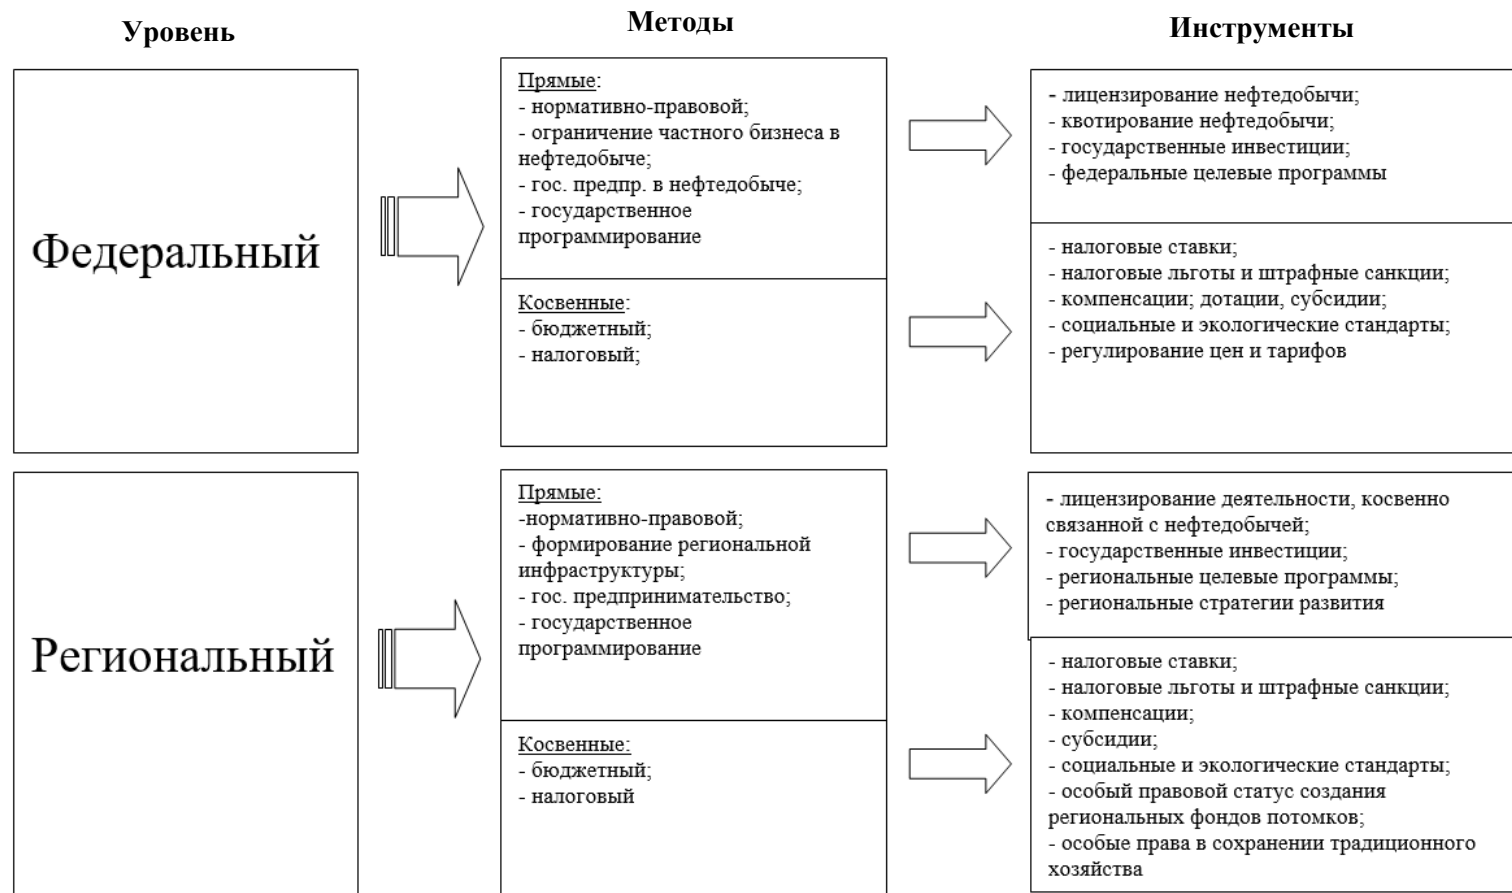 Уровень
Методы
Инструменты
Федеральный
Прямые:
- нормативно-правовой;
- ограничение частного бизнеса в
нефтедобыче;
- гос. предпр. в нефтедобыче;
- государственное
программирование
Косвенные:
- бюджетный;
- налоговый;
- лицензирование нефтедобычи;
- квотирование нефтедобычи;
- государственные инвестиции;
- федеральные целевые программы
- налоговые ставки;
- налоговые льготы и штрафные санкции;
- компенсации; дотации, субсидии;
- социальные и экологические стандарты;
- регулирование цен и тарифов
Региональный
Прямые:
-нормативно-правовой;
- формирование региональной
инфраструктуры;
- гос. предпринимательство;
- государственное
программирование
Косвенные:
- бюджетный;
- налоговый
- лицензирование деятельности, косвенно
связанной с нефтедобычей;
- государственные инвестиции;
- региональные целевые программы;
- региональные стратегии развития
- налоговые ставки;
- налоговые льготы и штрафные санкции;
- компенсации;
- субсидии;
- социальные и экологические стандарты;
- особый правовой статус создания
региональных фондов потомков;
- особые права в сохранении традиционного
хозяйства